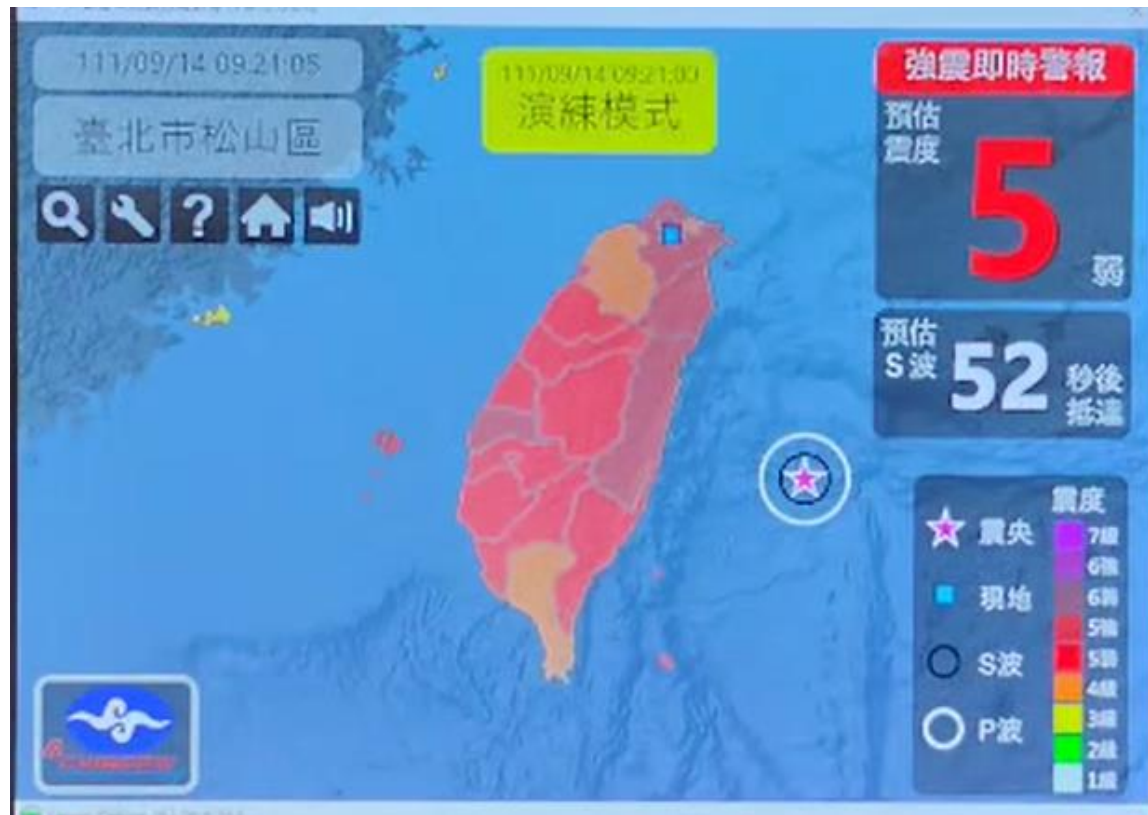 111/09/14 09:21:05
臺北市松山區
111/09/14 09:21:00
演練模式
強震即時警報
預估
震度
5
弱
預估
S波
52
秒後
抵達
震央
現地
S波
P波
震度
7級
6強
6弱
5強
5弱
4級
3級
2級
1級